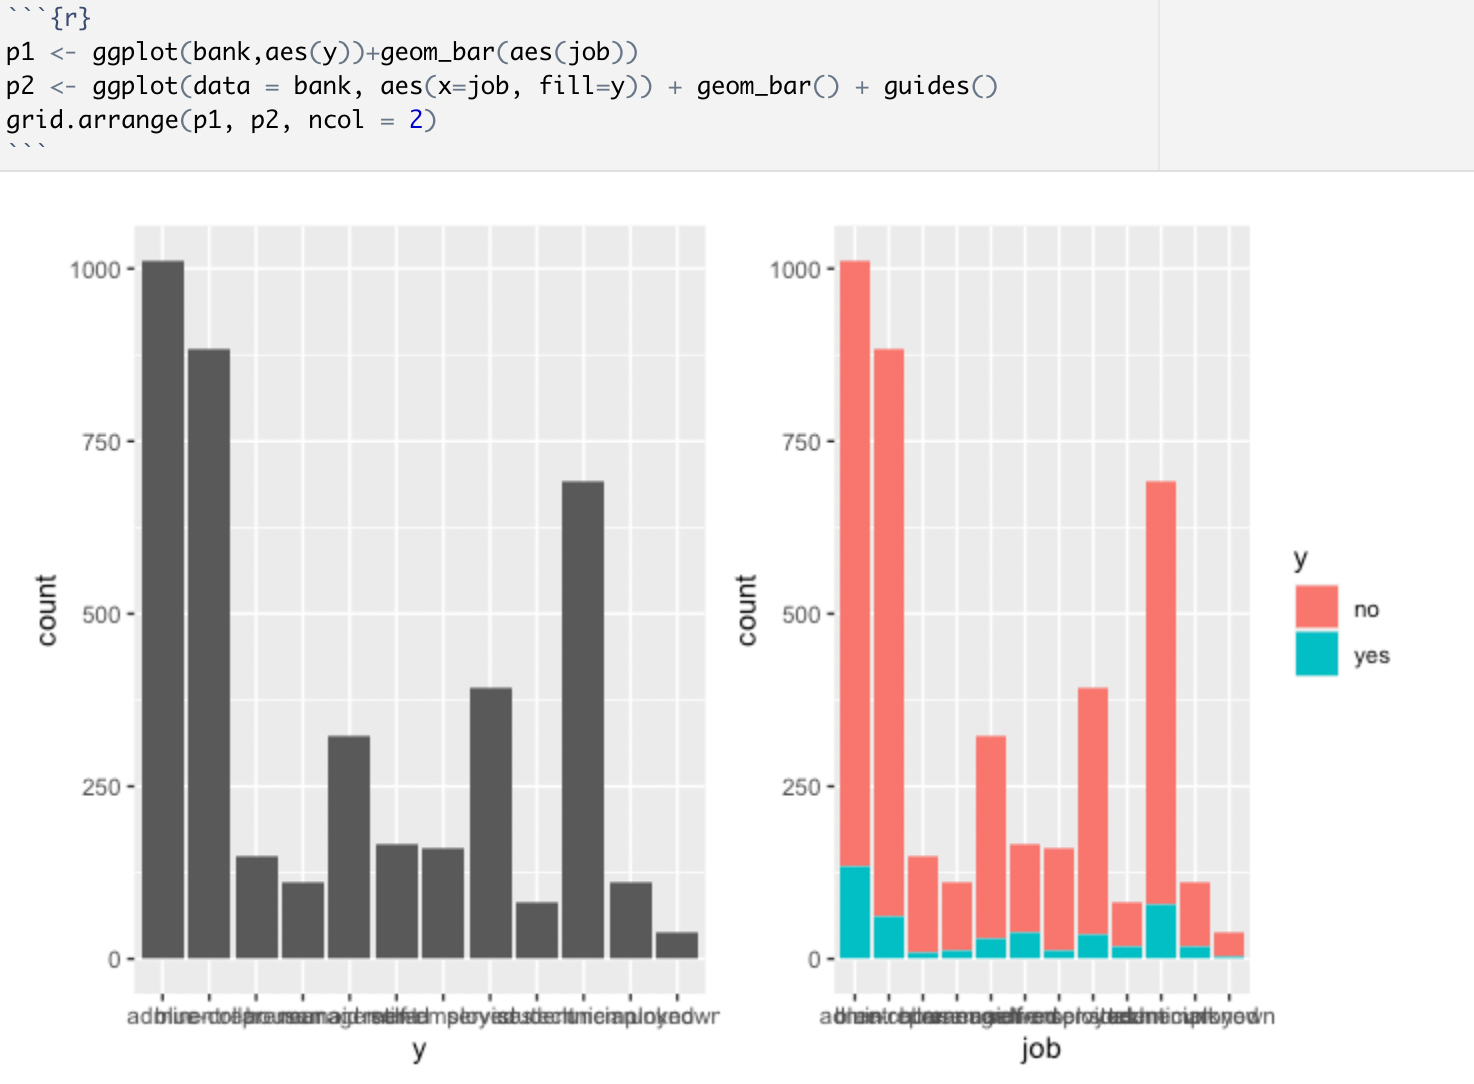 ```{r}
p1 <- ggplot(bank,aes(y))+geom_bar(aes(job))
p2 <- ggplot(data = bank, aes(x=job, fill=y)) + geom_bar() + guides()
grid.arrange(p1, p2, ncol = 2)
```
1000
750
500
250
0
count
y
1000
750
500
250
0
count
job
y
no
yes